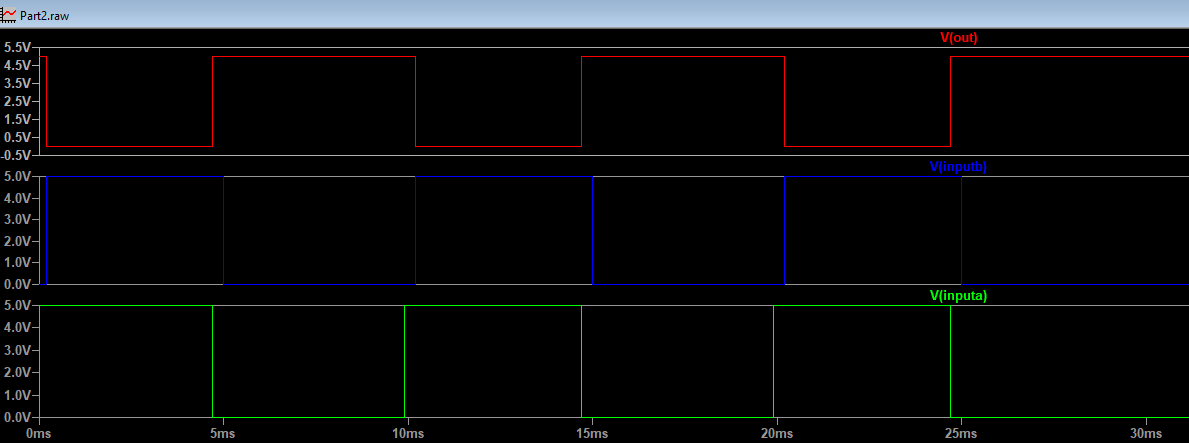 Part2.raw
V(out)
5.5V
4.5V
3.5V
2.5V
1.5V
0.5V
-0.5V
V(inputb)
5.0V
4.0V
3.0V
2.0V
1.0V
0.0V
V(inputa)
5.0V
4.0V
3.0V
2.0V
1.0V
0.0V
0ms 5ms 10ms 15ms 20ms 25ms 30ms